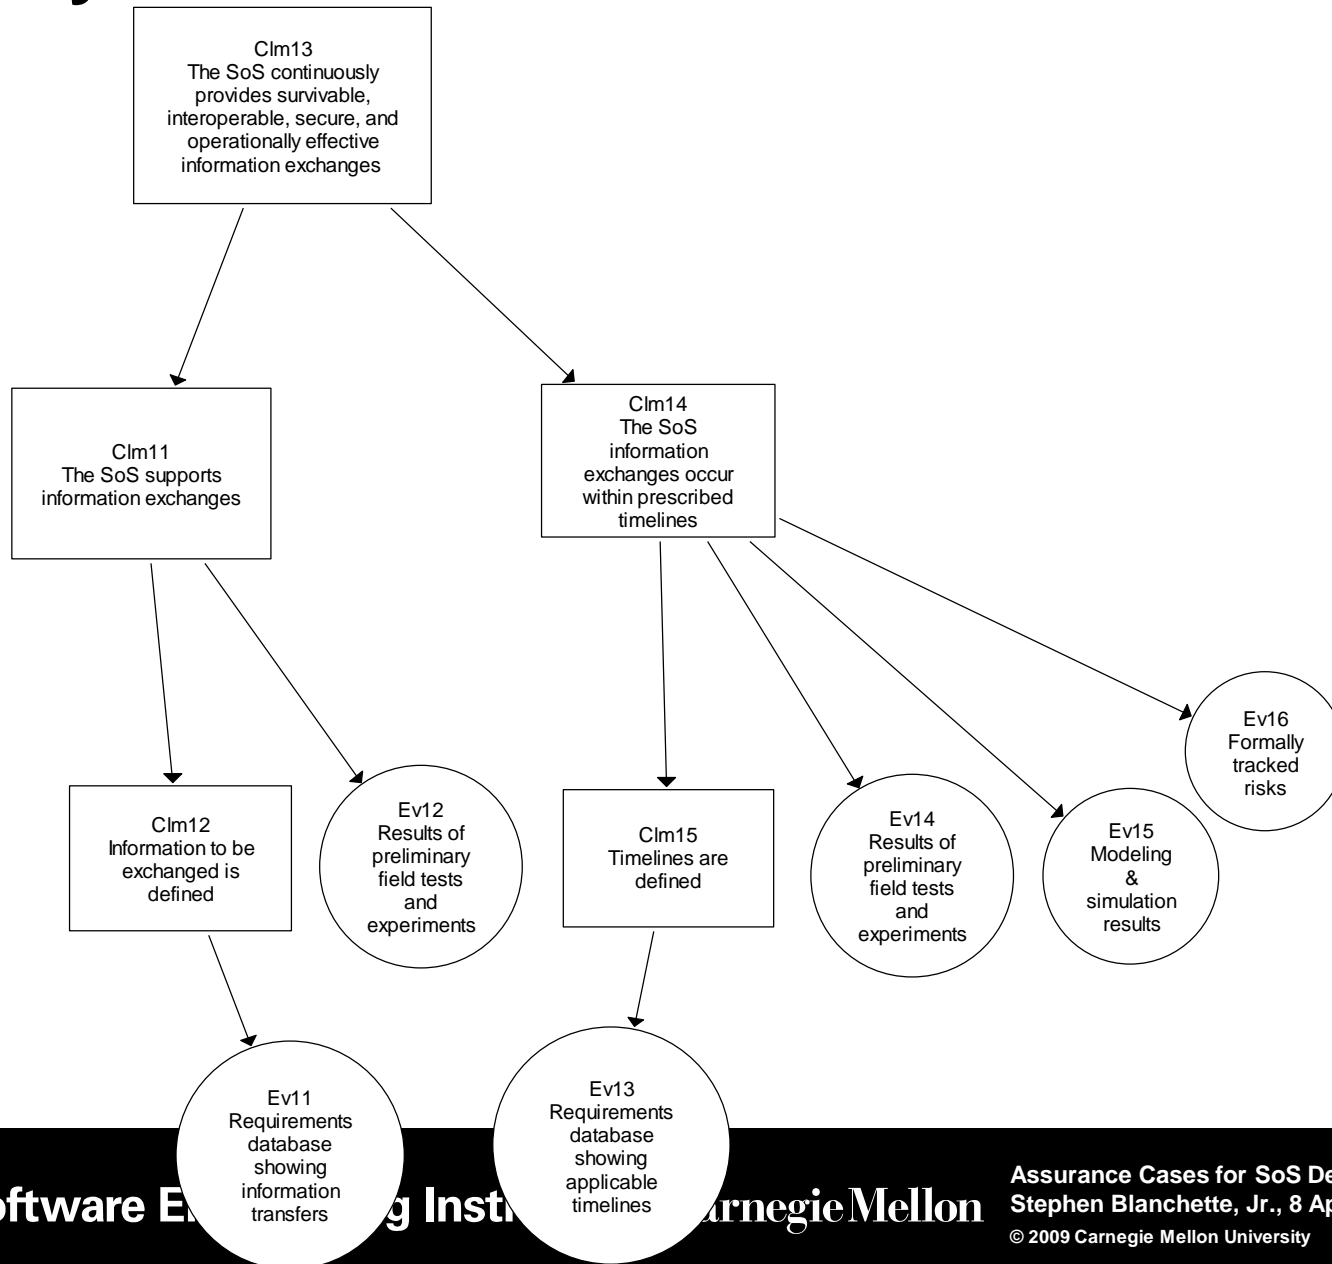 Clm13
The SoS continuously
provides survivable,
interoperable, secure, and
operationally effective
information exchanges
Clm11
The SoS supports
information exchanges
Clm14
The SoS
information
exchanges occur
within prescribed
timelines
Ev16
Formally
tracked
risks
Clm12
Information to be
exchanged is
defined
Ev12
Results of
preliminary
field tests
and
experiments
Clm15
Timelines are
defined
Ev14
Results of
preliminary
field tests
and
experiments
Ev15
Modeling
&
simulation
results
Ev11
Requirements
database
showing
information
transfers
Ev13
Requirements
database
showing
applicable
timelines
Mellon
Assurance Cases for SoS
Stephen Blanchette, Jr., 8
© 2009 Carnegie Mellon University